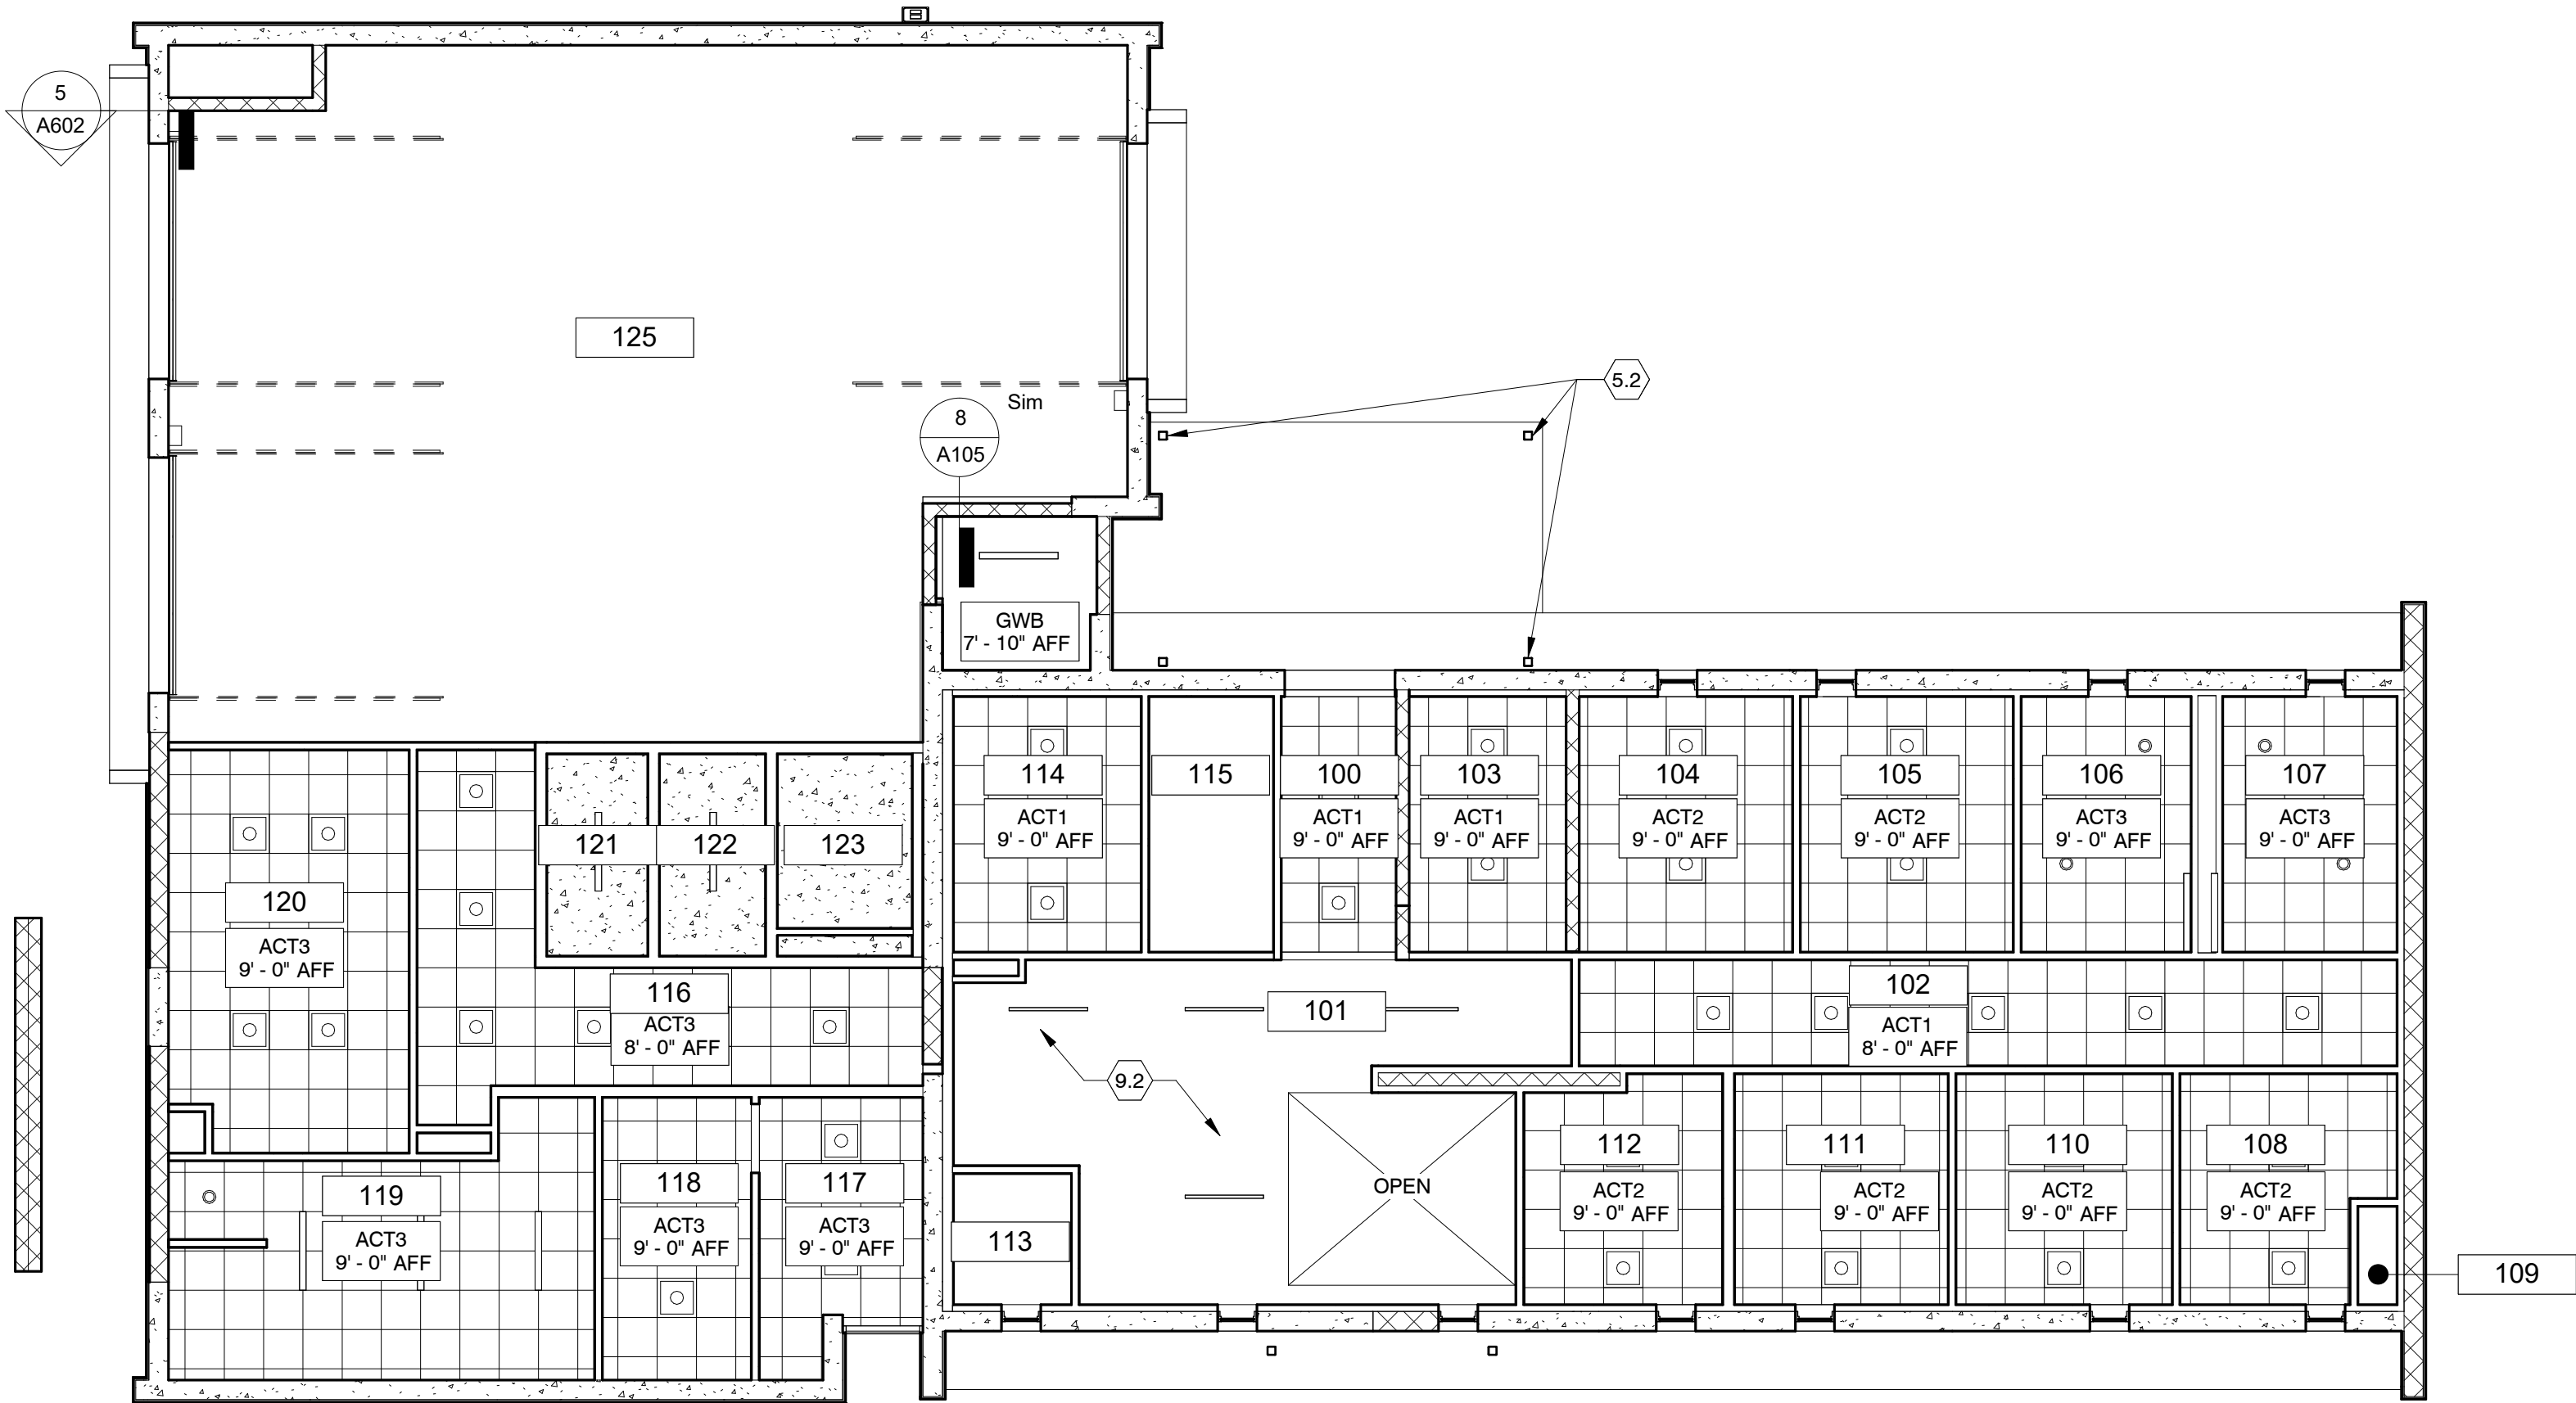 5
A602
125
5.2
Sim
8
A105
GWB
7' - 10" AFF
114
ACT1
9' - 0" AFF
115
100
ACT1
9' - 0" AFF
103
ACT1
9' - 0" AFF
104
ACT2
9' - 0" AFF
105
ACT2
9' - 0" AFF
106
ACT3
9' - 0" AFF
107
ACT3
9' - 0" AFF
121
122
123
120
ACT3
9' - 0" AFF
116
ACT3
8' - 0" AFF
101
102
ACT1
8' - 0" AFF
9.2
119
ACT3
9' - 0" AFF
118
ACT3
9' - 0" AFF
117
ACT3
9' - 0" AFF
113
OPEN
112
ACT2
9' - 0" AFF
111
ACT2
9' - 0" AFF
110
ACT2
9' - 0" AFF
108
ACT2
9' - 0" AFF
109